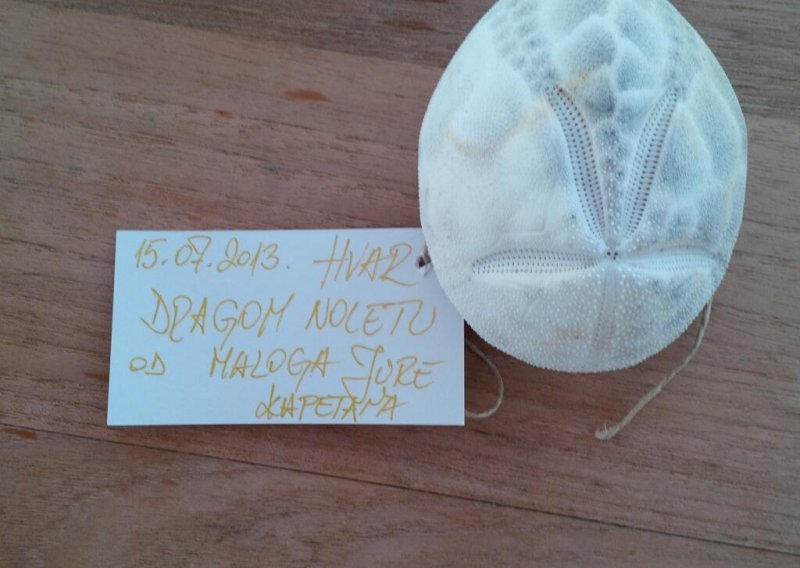 15.07.2013. HVAR
DRAGOM NOLETU
OD MALOGA JURE
KAPETANA